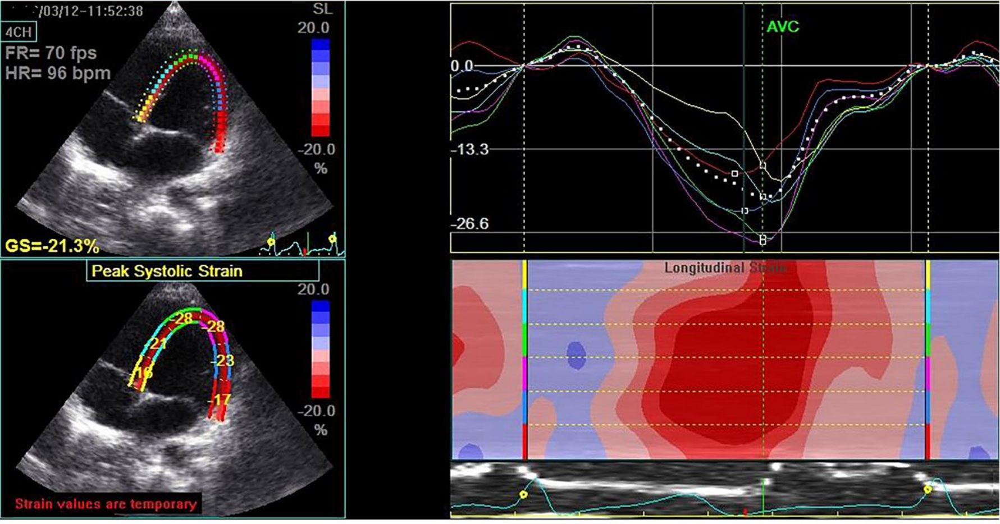 /03/12-11:52:38
SL
20.0
4CH
FR= 70 fps
HR= 96 bpm
-20.0
%
GS=-21.3%
AVC
0.0
-13.3
-26.6
Peak Systolic Strain
20.0
-28
-28
-21
-23
-16
-17
-20.0
%
Strain values are temporary
Longitudinal Strain